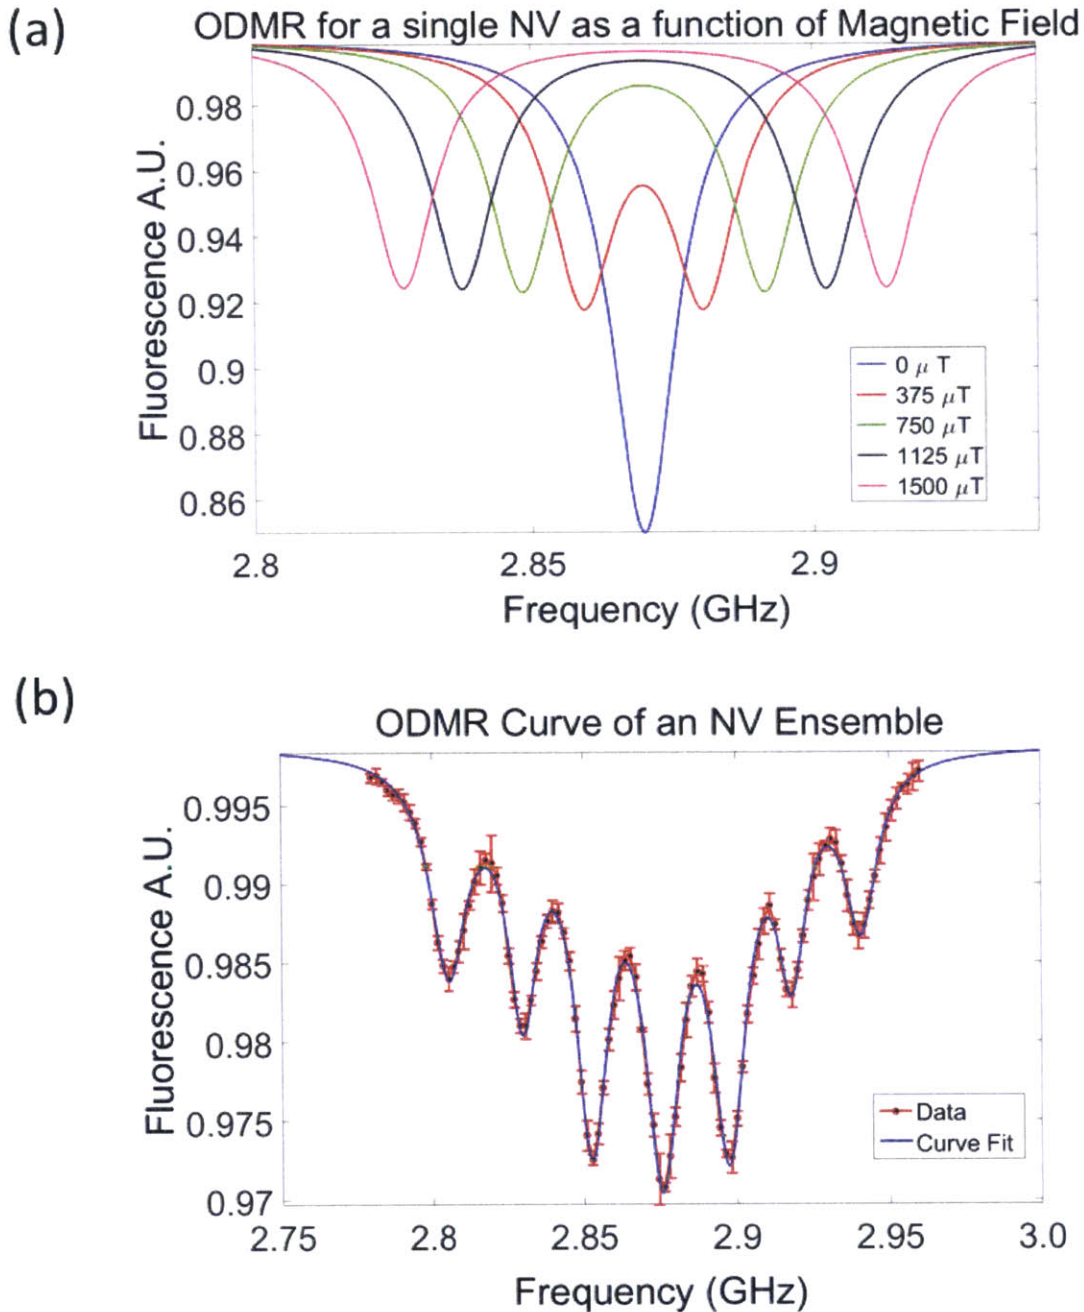 (a)
ODMR for a single NV as a function of Magnetic Field
0.98
0.96
0.94
0.92
0.9
0.88
0.86
Fluorescence A.U.
0 μ T
375 μT
750 μT
1125 μT
1500 μT
2.8 2.85 2.9
Frequency (GHz)
(b)
ODMR Curve of an NV Ensemble
0.995
0.99
0.985
0.98
0.975
0.97
Fluorescence A.U.
Data
Curve Fit
2.75 2.8 2.85 2.9 2.95 3.0
Frequency (GHz)